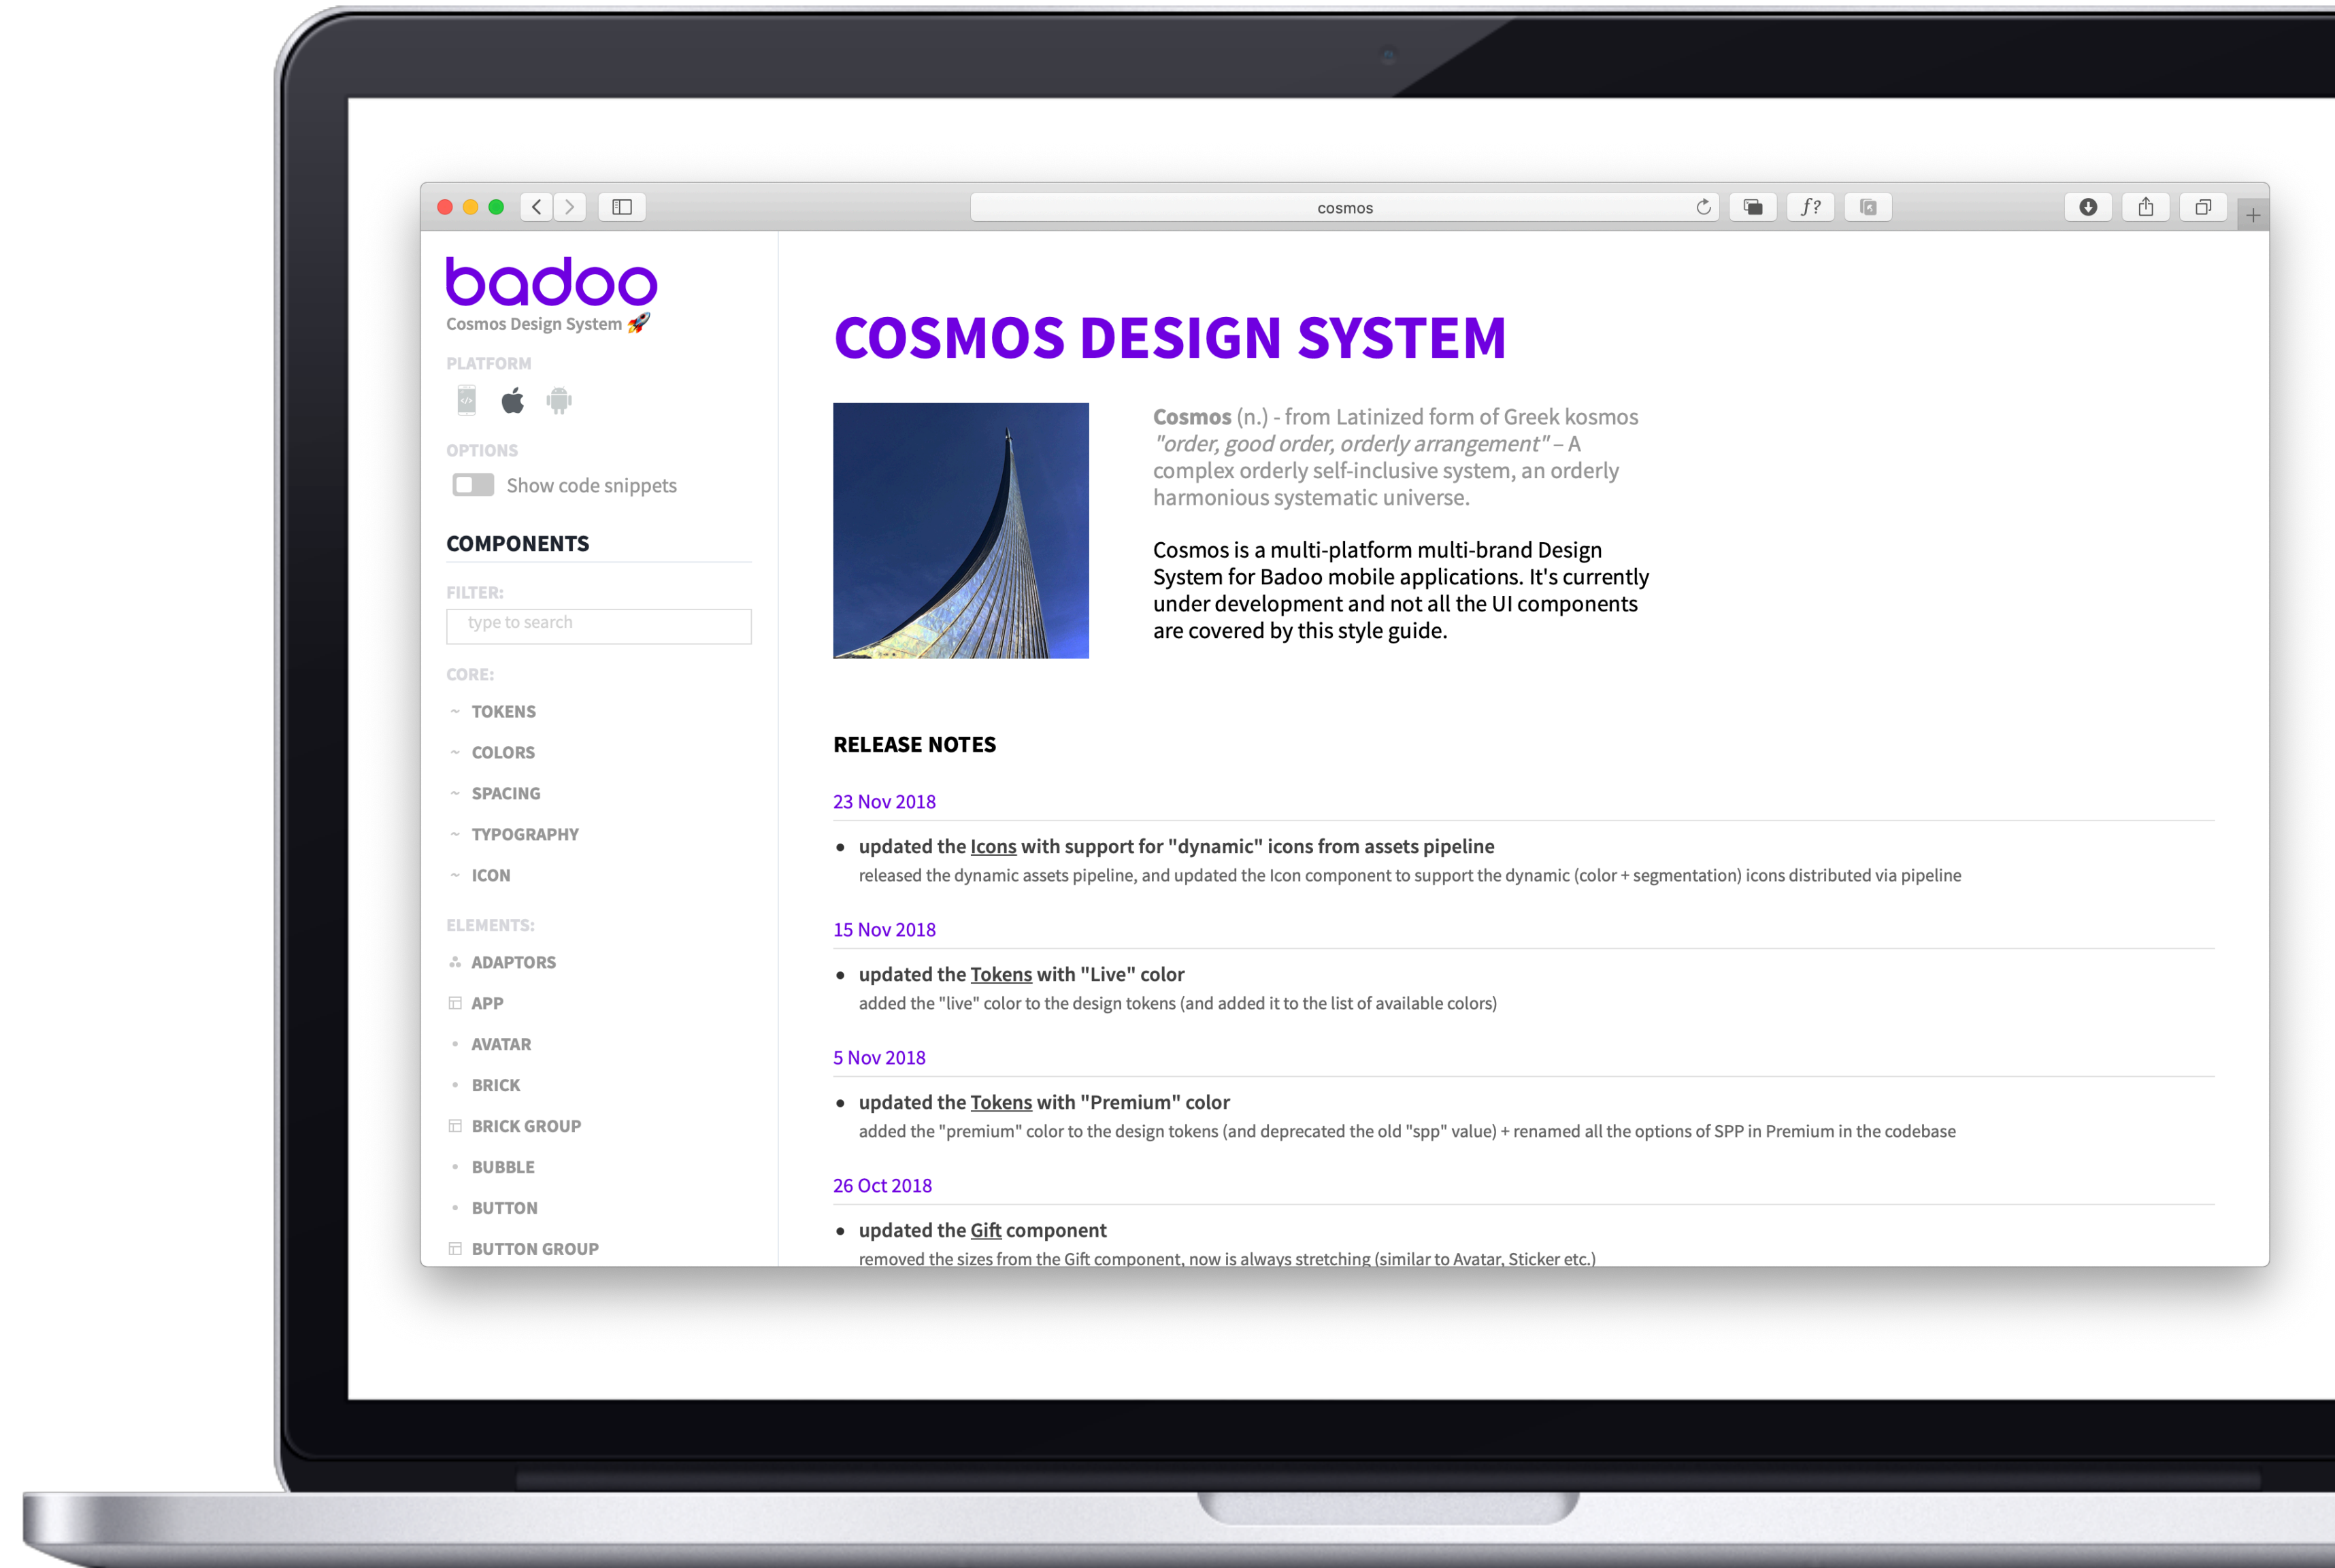 cosmos
f?
badoo
Cosmos Design System 🚀
PLATFORM
OPTIONS
Show code snippets
COMPONENTS
FILTER:
type to search
CORE:
~ TOKENS
~ COLORS
~ SPACING
~ TYPOGRAPHY
~ ICON
ELEMENTS:
ADAPTORS
APP
• AVATAR
• BRICK
BRICK GROUP
• BUBBLE
• BUTTON
BUTTON GROUP
COSMOS DESIGN SYSTEM
Cosmos (n.) - from Latinized form of Greek kosmos
"order, good order, orderly arrangement" – A
complex orderly self-inclusive system, an orderly
harmonious systematic universe.
Cosmos is a multi-platform multi-brand Design
System for Badoo mobile applications. It's currently
under development and not all the UI components
are covered by this style guide.
RELEASE NOTES
23 Nov 2018
• updated the Icons with support for "dynamic" icons from assets pipeline
released the dynamic assets pipeline, and updated the Icon component to support the dynamic (color + segmentation) icons distributed via pipeline
15 Nov 2018
• updated the Tokens with "Live" color
added the "live" color to the design tokens (and added it to the list of available colors)
5 Nov 2018
• updated the Tokens with "Premium" color
added the "premium" color to the design tokens (and deprecated the old "spp" value) + renamed all the options of SPP in Premium in the codebase
26 Oct 2018
• updated the Gift component
removed the sizes from the Gift component, now is always stretching (similar to Avatar, Sticker etc.)